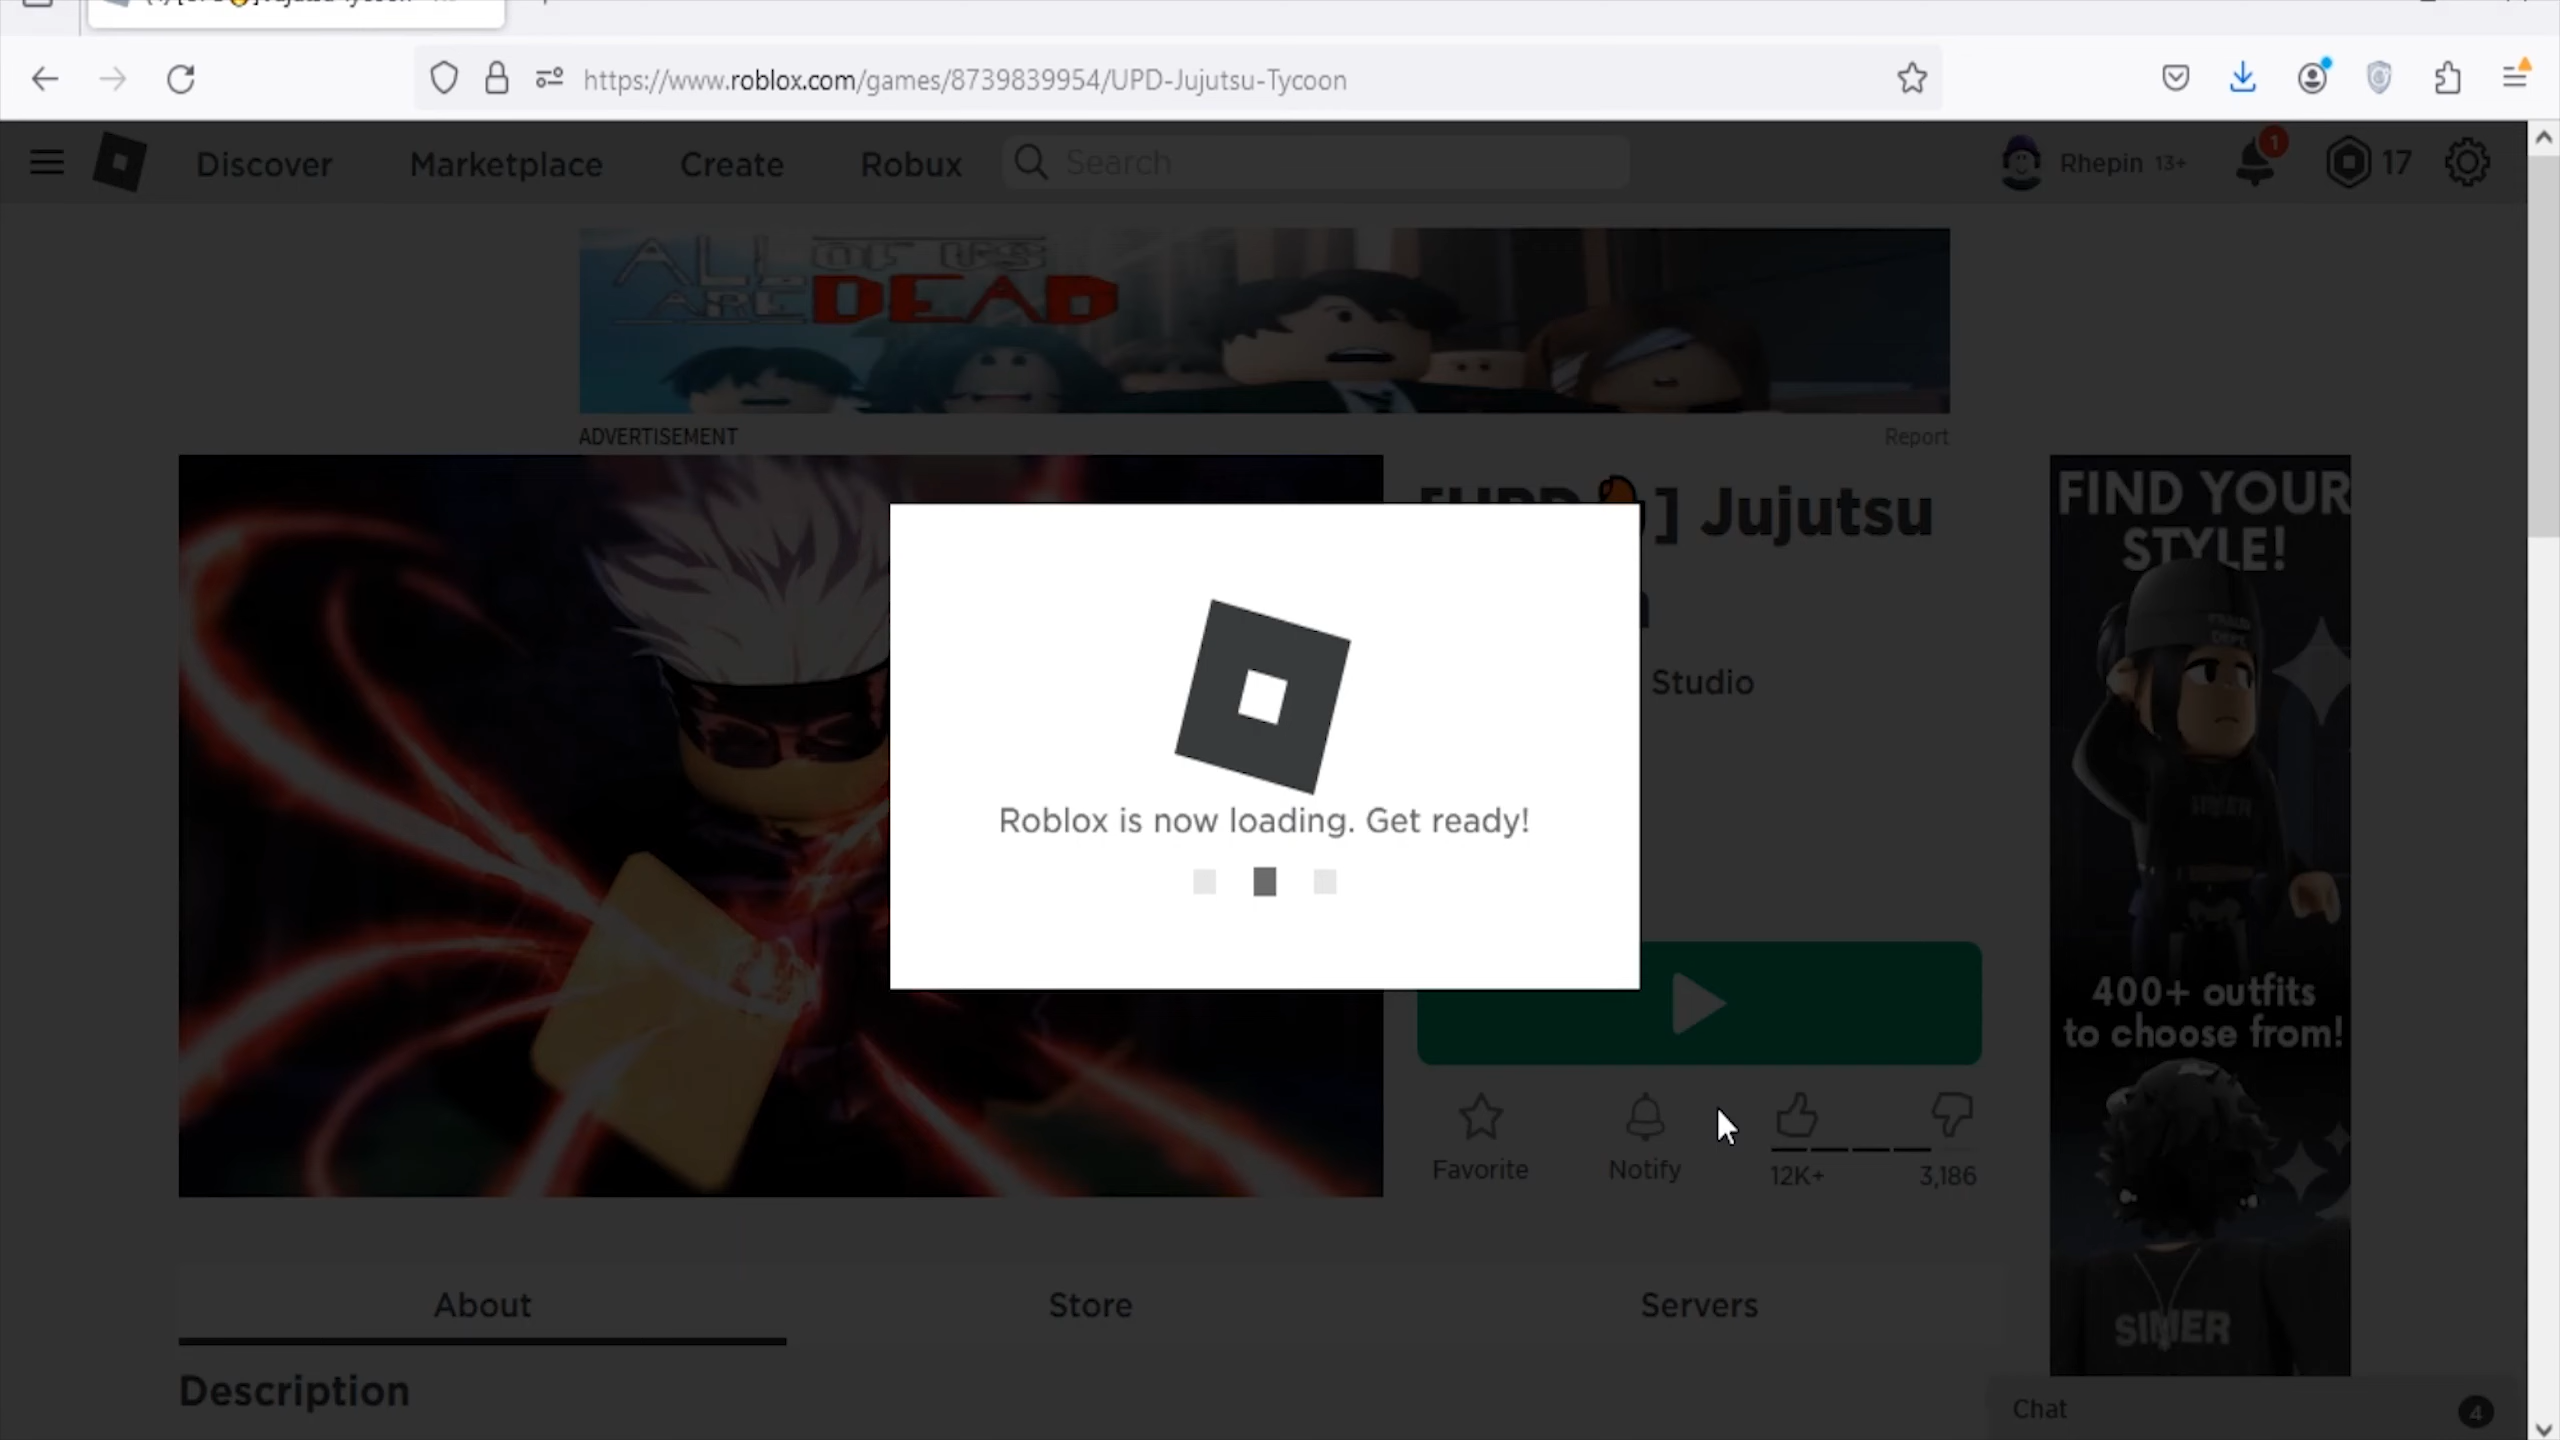 https://www.roblox.com/games/8739839954/UPD-Jujutsu-Tycoon
Discover
Marketplace
Create
Robux
Search
Rhepin 13+
1
17
ALL OF US
ARE DEAD
ADVERTISEMENT
Report
] Jujutsu
Studio
Roblox is now loading. Get ready!
FIND YOUR
STYLE!
400+ outfits
to choose from!
Favorite
Notify
12K+
3,186
About
Store
Servers
Description
Chat
4